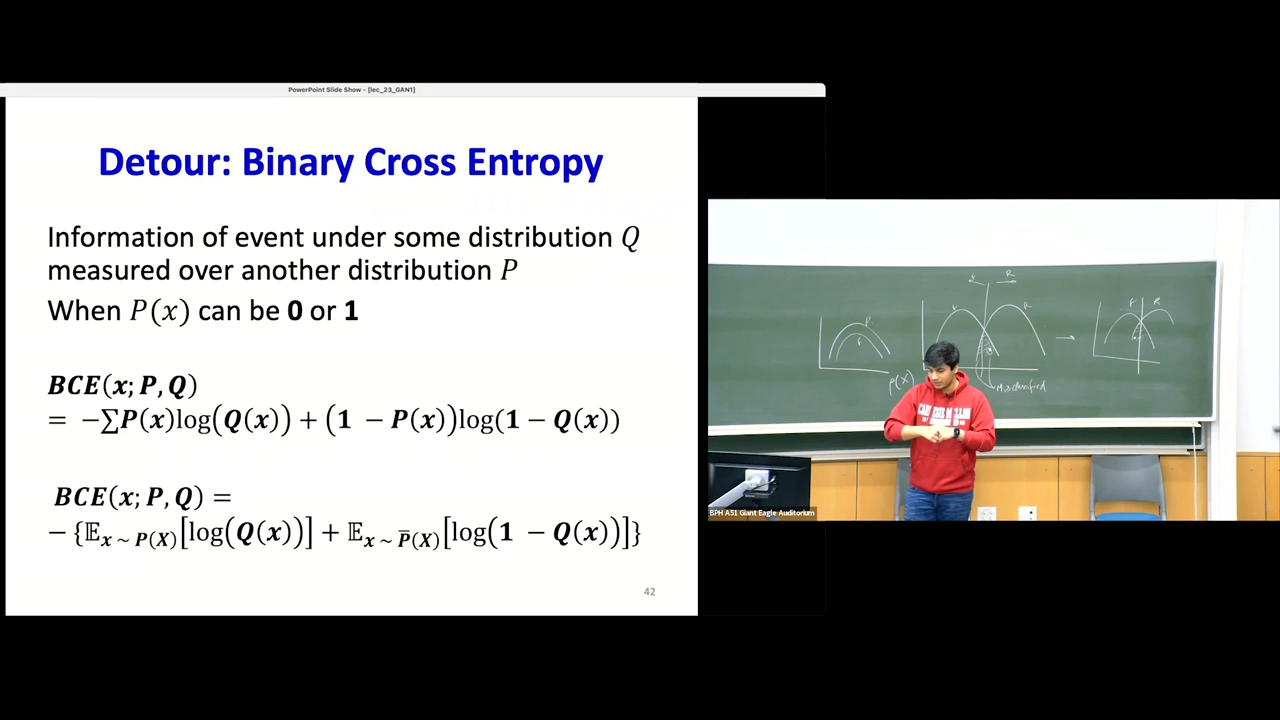 PowerPoint Slide Show - [lec_23_GAN1]
Detour: Binary Cross Entropy
Information of event under some distribution Q
measured over another distribution P
When P(x) can be 0 or 1
BCE(x; P, Q)
= −∑P(x)log(Q(x)) + (1 − P(x))log(1 − Q(x))
BCE(x; P, Q) =
− {𝔼x ~ P(X)[log(Q(x))] + 𝔼x ~ P̅(X)[log(1 − Q(x))]}
42
R
F R
F R
P(X)
Misclassified
BPH A51 Giant Eagle Auditorium